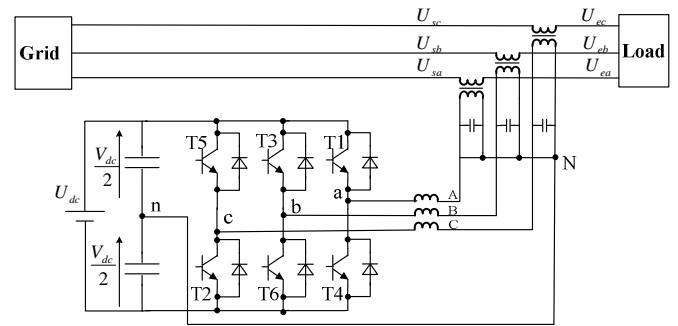 U_sc
U_ec
Grid
U_sb
U_eb
Load
U_sa
U_ea
T5
T3
T1
V_dc/2
N
U_dc
n
a
A
b
B
c
C
V_dc/2
T2
T6
T4